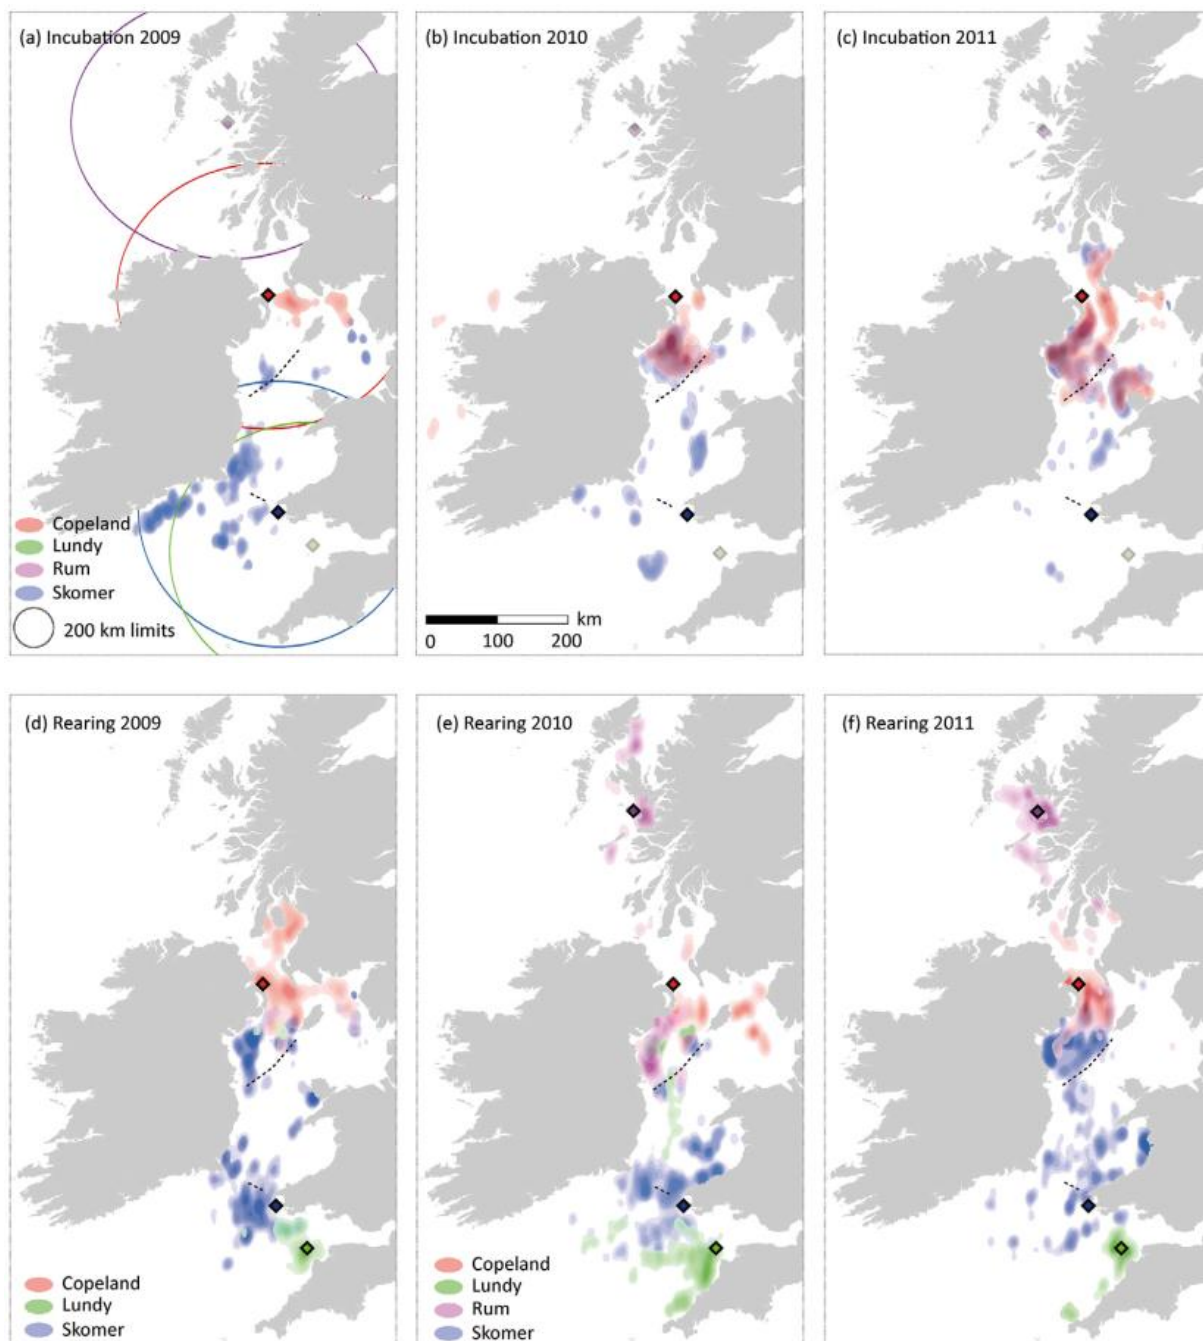 (a) Incubation 2009
(b) Incubation 2010
(c) Incubation 2011
Copeland
Lundy
Rum
Skomer
200 km limits
km
0 100 200
(d) Rearing 2009
(e) Rearing 2010
(f) Rearing 2011
Copeland
Lundy
Skomer
Copeland
Lundy
Rum
Skomer